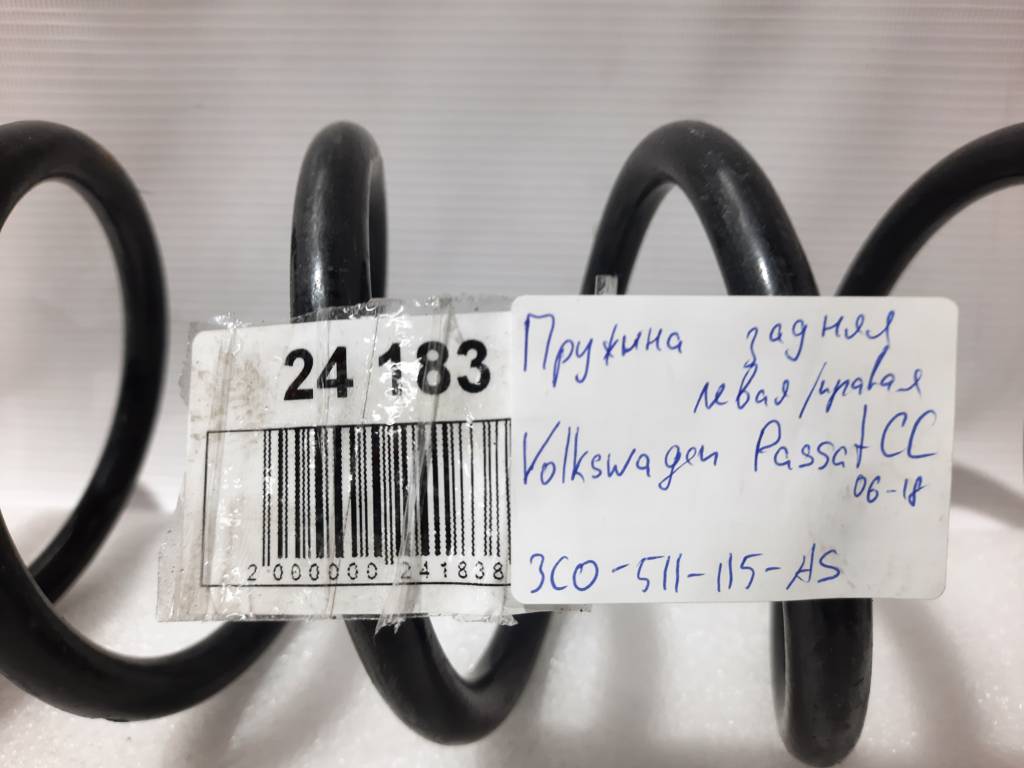 24 183
2 000000 241838
Пружина задняя
левая/правая
Volkswagen Passat CC
06-18
3C0-511-115-AS